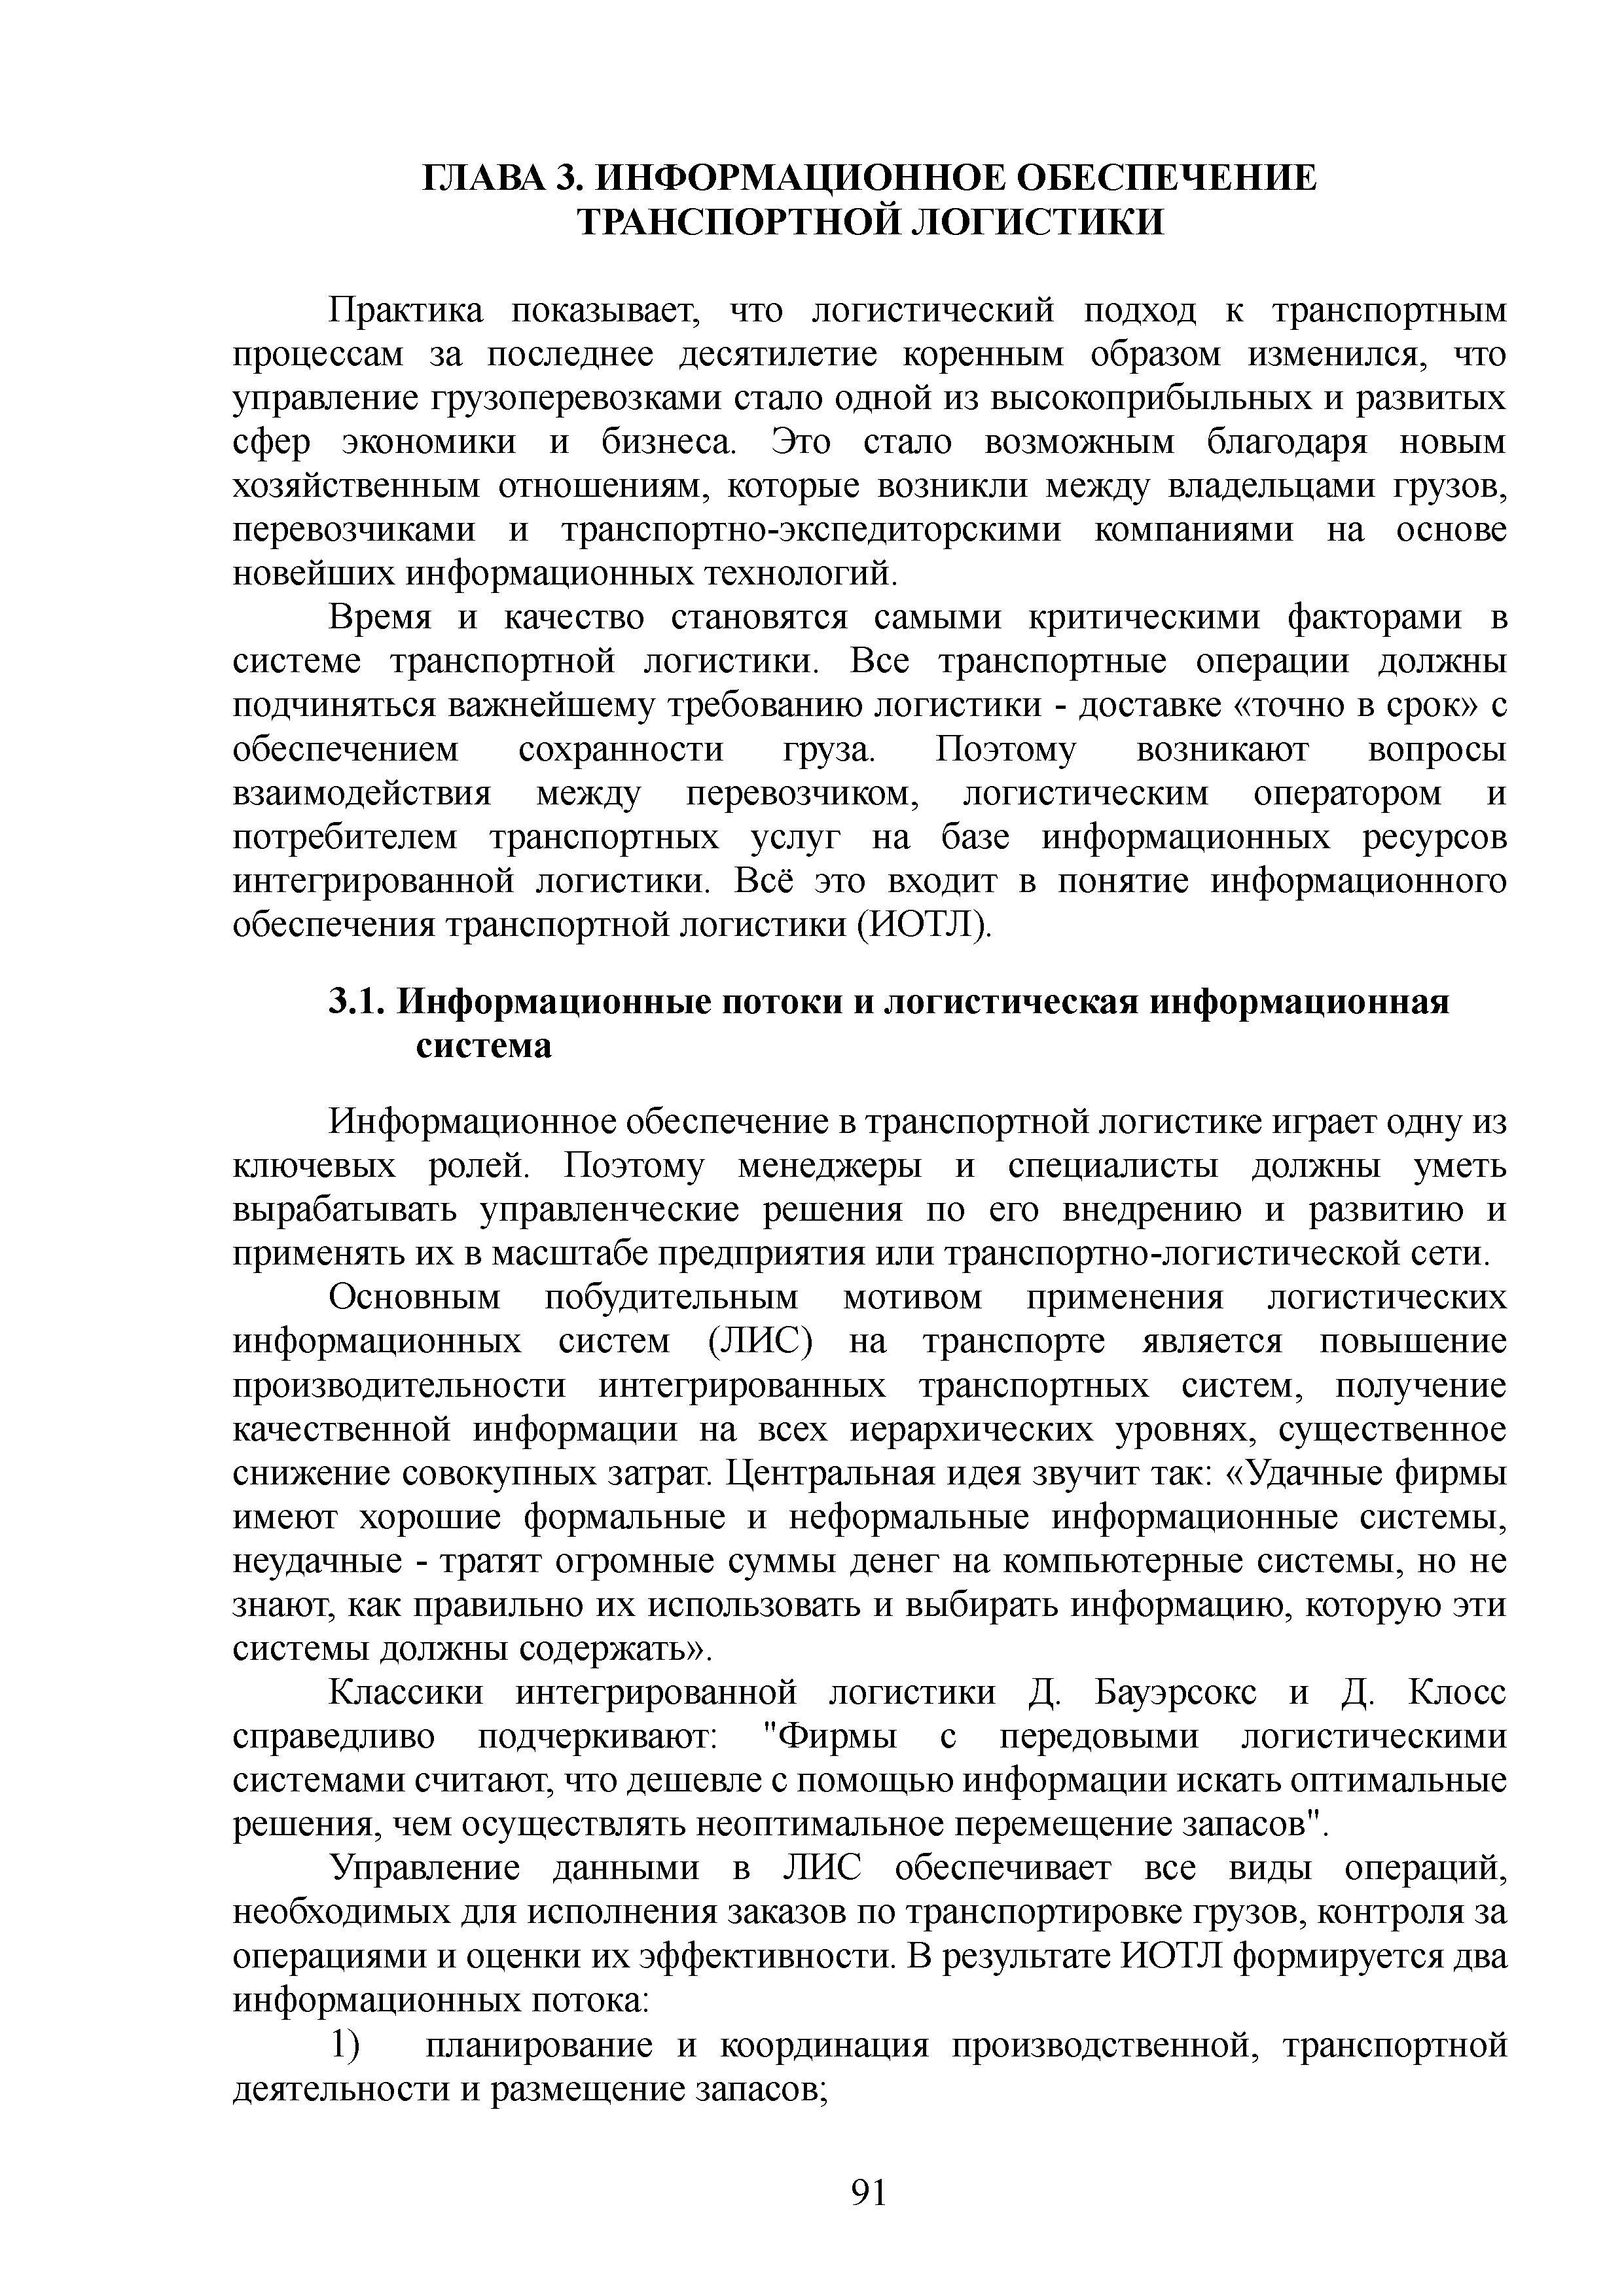 ГЛАВА 3. ИНФОРМАЦИОННОЕ ОБЕСПЕЧЕНИЕ
ТРАНСПОРТНОЙ ЛОГИСТИКИ
Практика показывает, что логистический подход к транспортным
процессам за последнее десятилетие коренным образом изменился, что
управление грузоперевозками стало одной из высокоприбыльных и развитых
сфер экономики и бизнеса. Это стало возможным благодаря новым
хозяйственным отношениям, которые возникли между владельцами грузов,
перевозчиками и транспортно-экспедиторскими компаниями на основе
новейших информационных технологий.
Время и качество становятся самыми критическими факторами в
системе транспортной логистики. Все транспортные операции должны
подчиняться важнейшему требованию логистики - доставке «точно в срок» с
обеспечением сохранности груза. Поэтому возникают вопросы
взаимодействия между перевозчиком, логистическим оператором и
потребителем транспортных услуг на базе информационных ресурсов
интегрированной логистики. Всё это входит в понятие информационного
обеспечения транспортной логистики (ИОТЛ).
3.1. Информационные потоки и логистическая информационная
система
Информационное обеспечение в транспортной логистике играет одну из
ключевых ролей. Поэтому менеджеры и специалисты должны уметь
вырабатывать управленческие решения по его внедрению и развитию и
применять их в масштабе предприятия или транспортно-логистической сети.
Основным побудительным мотивом применения логистических
информационных систем (ЛИС) на транспорте является повышение
производительности интегрированных транспортных систем, получение
качественной информации на всех иерархических уровнях, существенное
снижение совокупных затрат. Центральная идея звучит так: «Удачные фирмы
имеют хорошие формальные и неформальные информационные системы,
неудачные - тратят огромные суммы денег на компьютерные системы, но не
знают, как правильно их использовать и выбирать информацию, которую эти
системы должны содержать».
Классики интегрированной логистики Д. Бауэрсокс и Д. Клосс
справедливо подчеркивают: "Фирмы с передовыми логистическими
системами считают, что дешевле с помощью информации искать оптимальные
решения, чем осуществлять неоптимальное перемещение запасов".
Управление данными в ЛИС обеспечивает все виды операций,
необходимых для исполнения заказов по транспортировке грузов, контроля за
операциями и оценки их эффективности. В результате ИОТЛ формируется два
информационных потока:
1) планирование и координация производственной, транспортной
деятельности и размещение запасов;
91